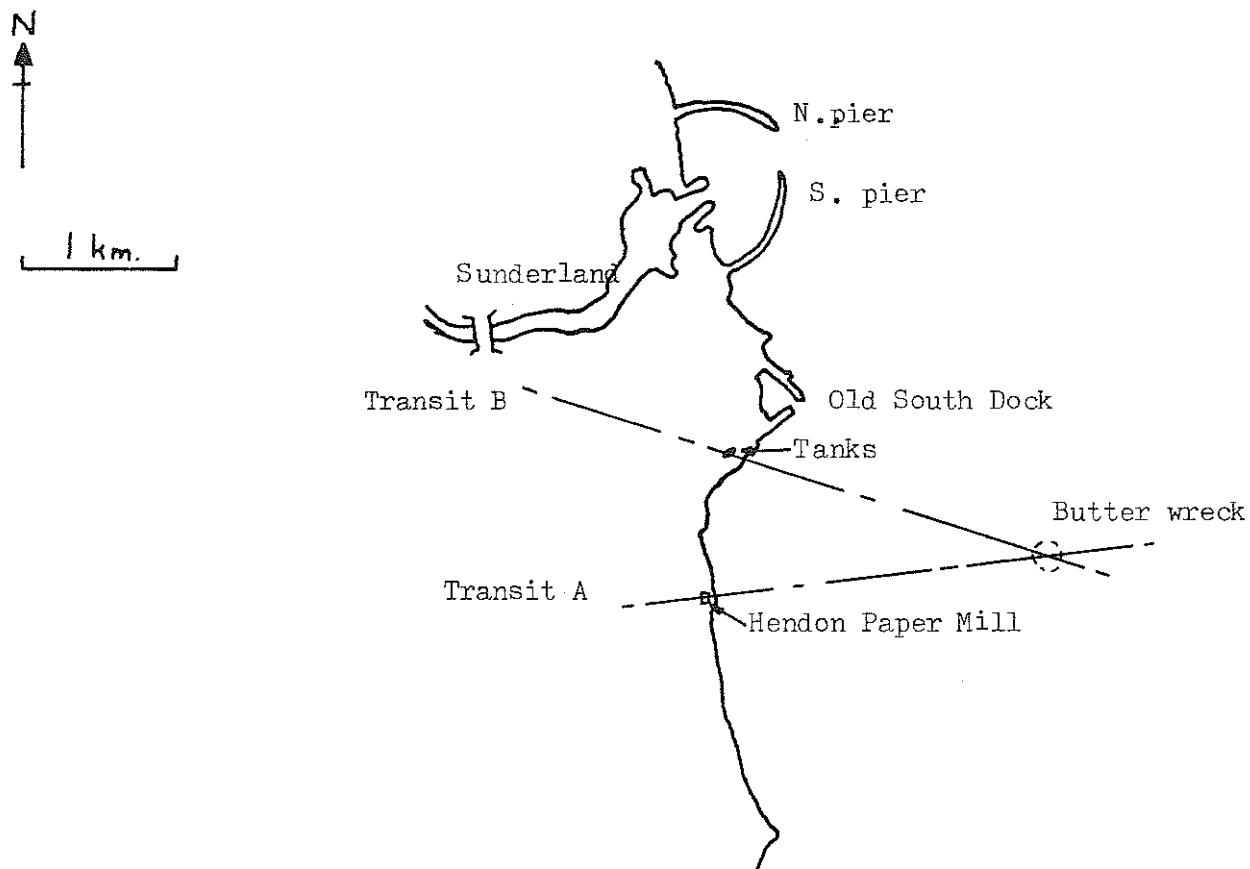 N
N.pier
S. pier
1 km.
Sunderland
Transit B
Old South Dock
Tanks
Butter wreck
Transit A
Hendon Paper Mill